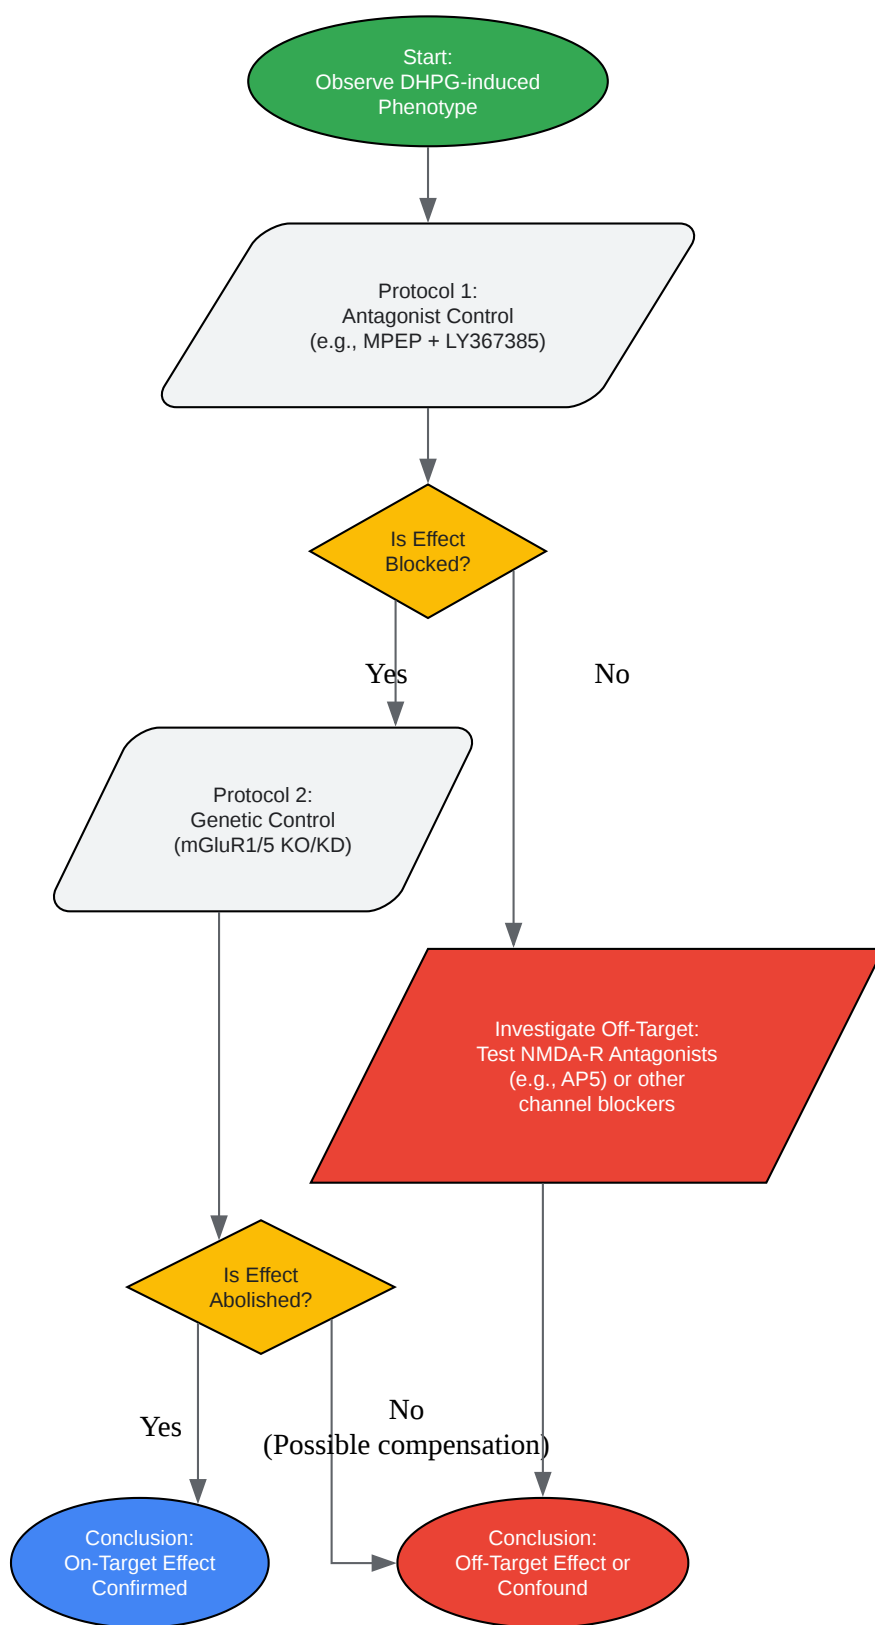 Start:
Observe DHPG-induced
Phenotype
Protocol 1:
Antagonist Control
(e.g., MPEP + LY367385)
Is Effect
Blocked?
Yes
No
Protocol 2:
Genetic Control
(mGluR1/5 KO/KD)
Investigate Off-Target:
Test NMDA-R Antagonists
(e.g., AP5) or other
channel blockers
Is Effect
Abolished?
Yes
No
(Possible compensation)
Conclusion:
On-Target Effect
Confirmed
Conclusion:
Off-Target Effect or
Confound